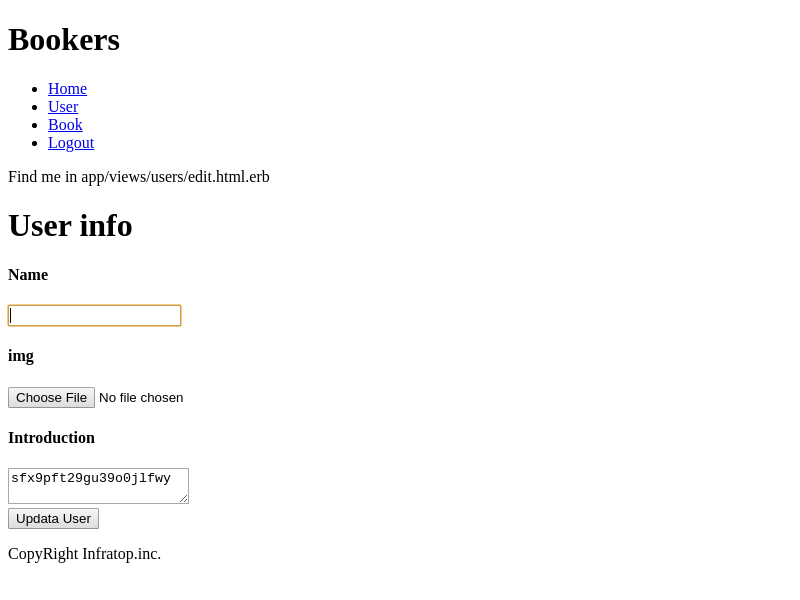 Bookers
Home
User
Book
Logout
Find me in app/views/users/edit.html.erb
User info
Name
img
Choose File No file chosen
Introduction
sfx9pft29gu39o0jlfwy
Updata User
CopyRight Infratop.inc.